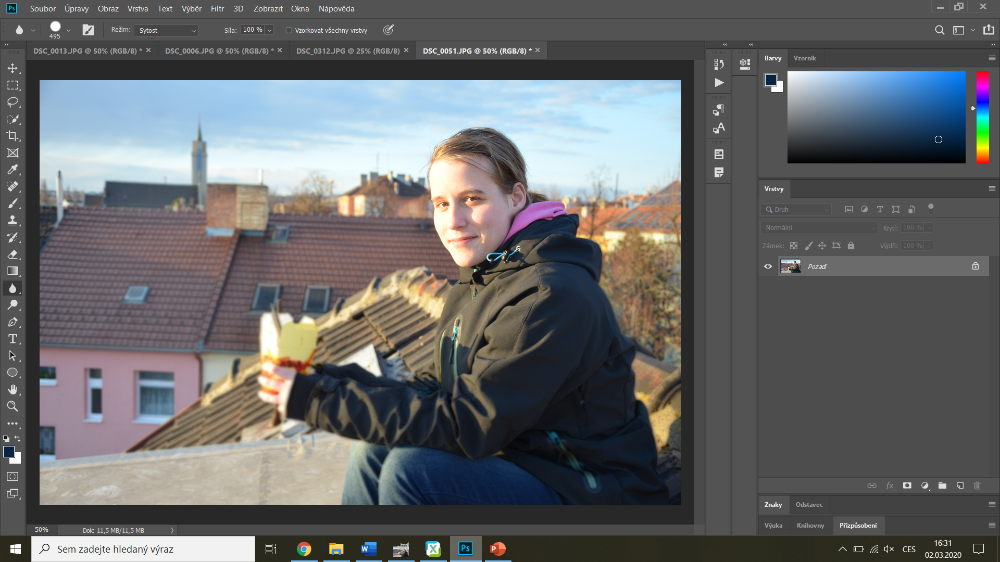 Ps Soubor Úpravy Obraz Vrstva Text Výběr Filtr 3D Zobrazit Okna Nápověda
495 Režim: Sytost Síla: 100 % Vzorkovat všechny vrstvy
DSC_0013.JPG @ 50% (RGB/8) * DSC_0006.JPG @ 50% (RGB/8) * DSC_0312.JPG @ 25% (RGB/8) DSC_0051.JPG @ 50% (RGB/8) *
Barvy Vzorník
Vrstvy
Druh
Normální Krytí: 100 %
Zámek: Výplň: 100 %
Pozadí
fx
Znaky Odstavec
Výuka Knihovny Přizpůsobení
50% Dok: 11,5 MB/11,5 MB
Sem zadejte hledaný výraz
CES
16:31
02.03.2020